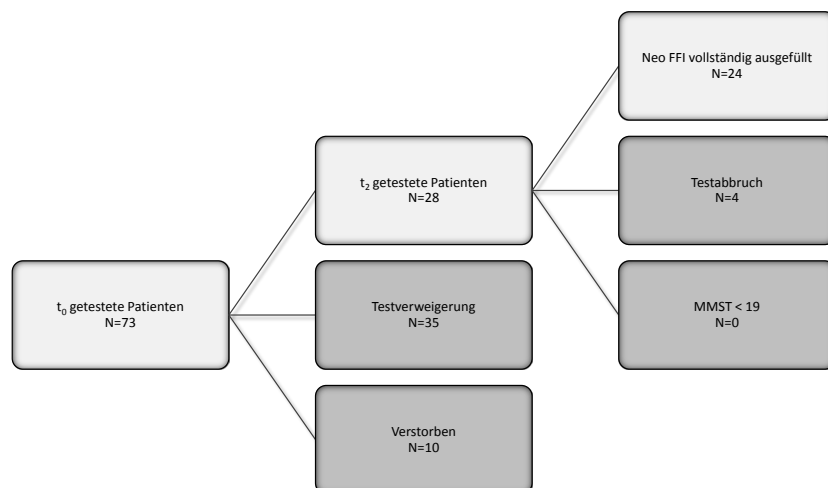 Neo FFI vollständig ausgefüllt
N=24
t₂ getestete Patienten
N=28
Testabbruch
N=4
t₀ getestete Patienten
N=73
Testverweigerung
N=35
MMST < 19
N=0
Verstorben
N=10